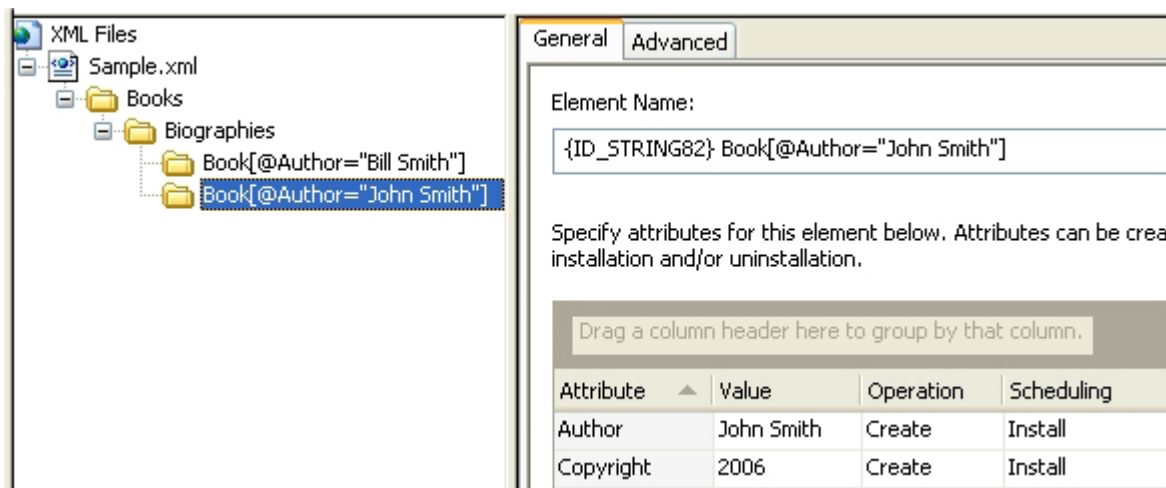 XML Files
Sample.xml
Books
Biographies
Book[@Author="Bill Smith"]
Book[@Author="John Smith"]
General Advanced
Element Name:
{ID_STRING82} Book[@Author="John Smith"]
Specify attributes for this element below. Attributes can be crea
installation and/or uninstallation.
Drag a column header here to group by that column.
Attribute Value Operation Scheduling
Author John Smith Create Install
Copyright 2006 Create Install